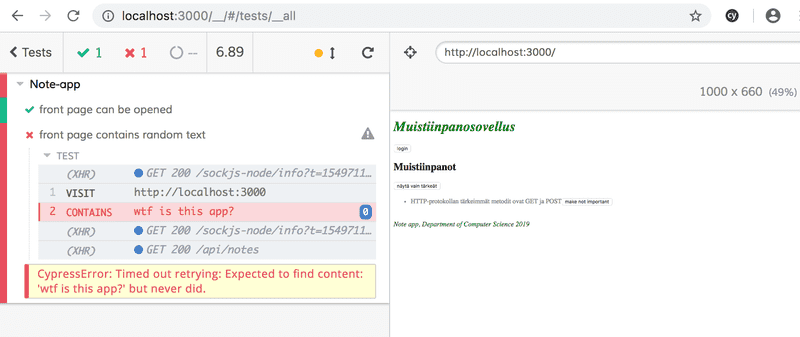 localhost:3000/__/#/tests/__all
cy
Tests
1
1
--
6.89
http://localhost:3000/
1000 x 660 (49%)
Note-app
front page can be opened
front page contains random text
TEST
(XHR) GET 200 /sockjs-node/info?t=1549711…
1 VISIT http://localhost:3000
2 CONTAINS wtf is this app? 0
(XHR) GET 200 /sockjs-node/info?t=1549711…
(XHR) GET 200 /api/notes
CypressError: Timed out retrying: Expected to find content:
'wtf is this app?' but never did.
Muistiinpanosovellus
login
Muistiinpanot
näytä vain tärkeät
HTTP-protokollan tärkeimmät metodit ovat GET ja POST make not important
Note app, Department of Computer Science 2019